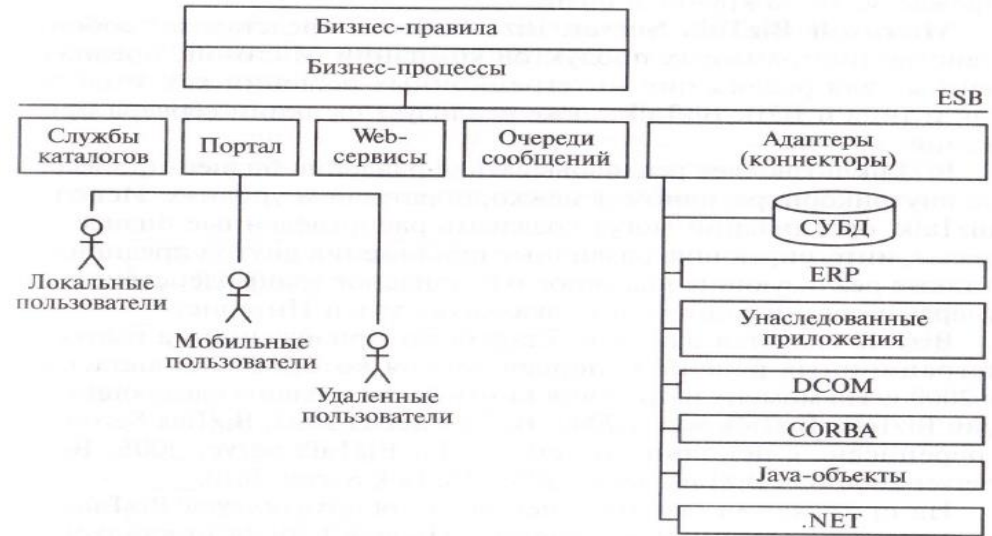 Бизнес-правила
Бизнес-процессы
ESB
Службы
каталогов
Портал
Web-
сервисы
Очереди
сообщений
Адаптеры
(коннекторы)
СУБД
ERP
Унаследованные
приложения
DCOM
CORBA
Java-объекты
.NET
Локальные
пользователи
Мобильные
пользователи
Удаленные
пользователи